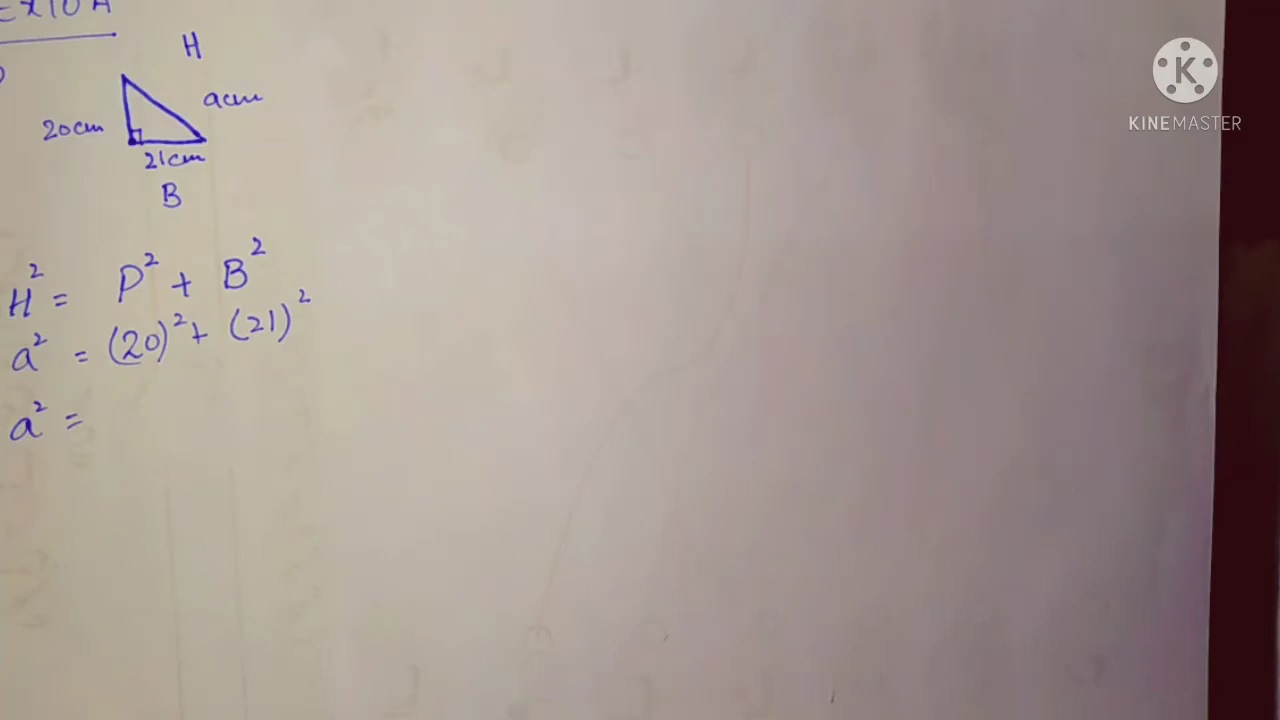 H
20cm
acm
21cm
B
H² = P² + B²
a² = (20)² + (21)²
a² =
KINEMASTER